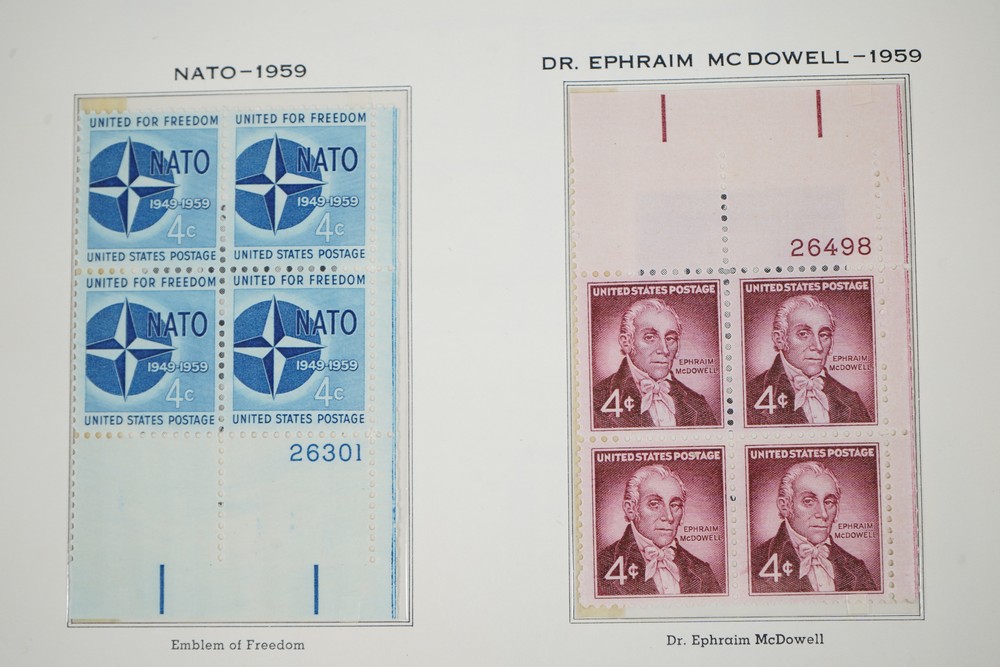 NATO-1959
UNITED FOR FREEDOM
NATO
1949-1959
4c
UNITED STATES POSTAGE
UNITED FOR FREEDOM
NATO
1949-1959
4c
UNITED STATES POSTAGE
UNITED FOR FREEDOM
NATO
1949-1959
4c
UNITED STATES POSTAGE
UNITED FOR FREEDOM
NATO
1949-1959
4c
UNITED STATES POSTAGE
26301
Emblem of Freedom
DR. EPHRAIM MCDOWELL-1959
26498
UNITED STATES POSTAGE
EPHRAIM
McDOWELL
4¢
UNITED STATES POSTAGE
EPHRAIM
McDOWELL
4¢
UNITED STATES POSTAGE
EPHRAIM
McDOWELL
4¢
UNITED STATES POSTAGE
EPHRAIM
McDOWELL
4¢
Dr. Ephraim McDowell